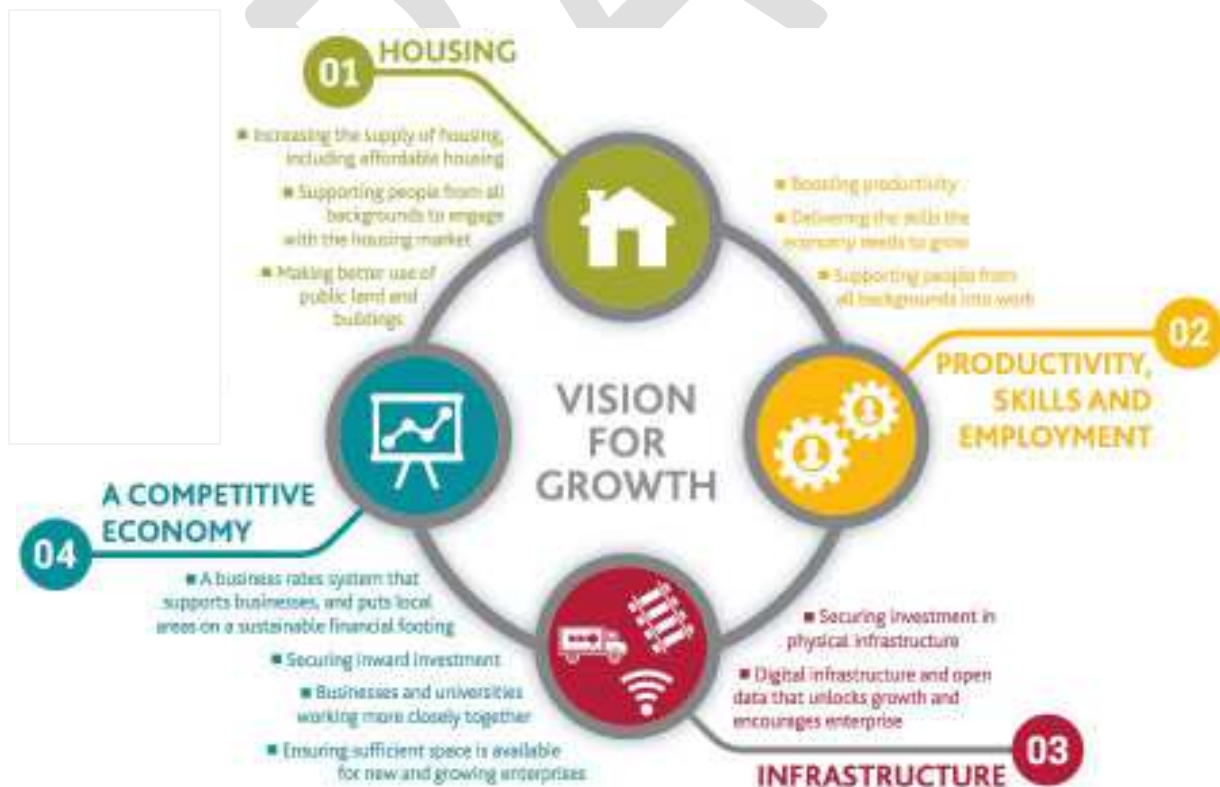 01
HOUSING
■ Increasing the supply of housing,
including affordable housing
■ Supporting people from all
backgrounds to engage
with the housing market
■ Making better use of
public land and
buildings
■ Boosting productivity
■ Delivering the skills the
economy needs to grow
■ Supporting people from
all backgrounds into work
02
PRODUCTIVITY,
SKILLS AND
EMPLOYMENT
VISION
FOR
GROWTH
A COMPETITIVE
ECONOMY
04
■ A business rates system that
supports businesses, and puts local
areas on a sustainable financial footing
■ Securing inward investment
■ Businesses and universities
working more closely together
■ Ensuring sufficient space is available
for new and growing enterprises
■ Securing investment in
physical infrastructure
■ Digital infrastructure and open
data that unlocks growth and
encourages enterprise
03
INFRASTRUCTURE